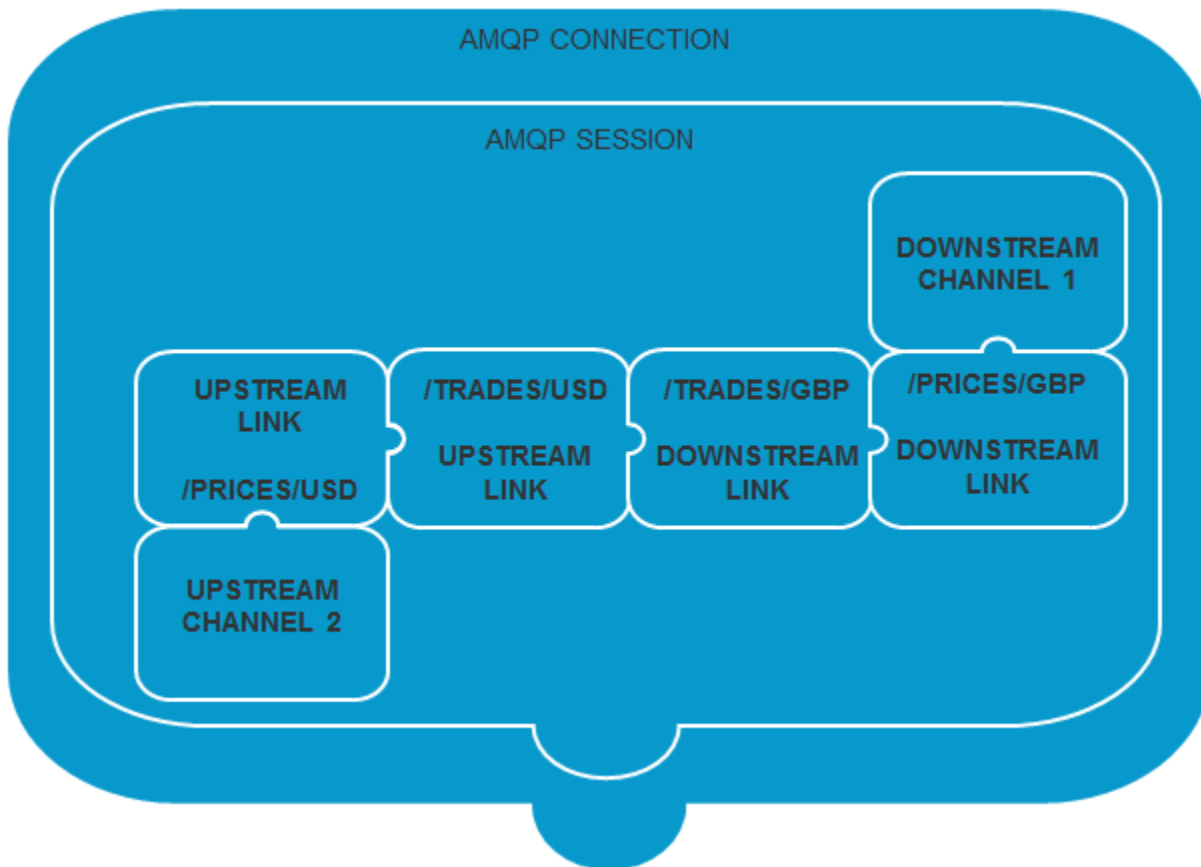 AMQP CONNECTION
AMQP SESSION
DOWNSTREAM
CHANNEL 1
UPSTREAM
LINK
/PRICES/USD
/TRADES/USD
UPSTREAM
LINK
/TRADES/GBP
DOWNSTREAM
LINK
/PRICES/GBP
DOWNSTREAM
LINK
UPSTREAM
CHANNEL 2